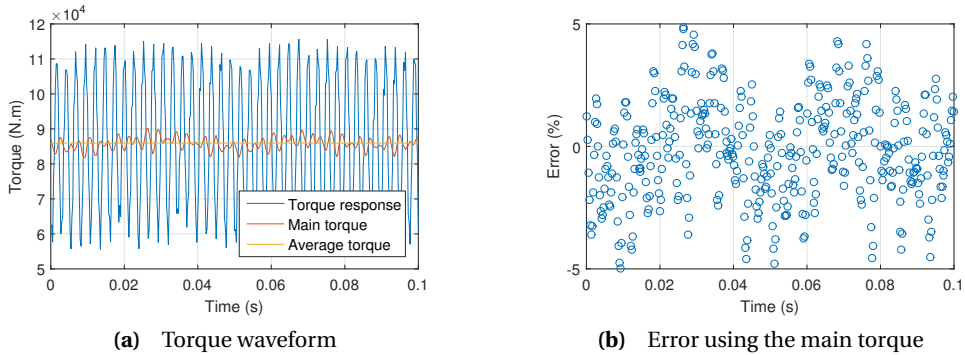 ×10⁴
12
11
10
9
8
7
6
5
Torque (N.m)
Torque response
Main torque
Average torque
0 0.02 0.04 0.06 0.08 0.1
Time (s)
(a) Torque waveform
5
0
-5
Error (%)
0 0.02 0.04 0.06 0.08 0.1
Time (s)
(b) Error using the main torque